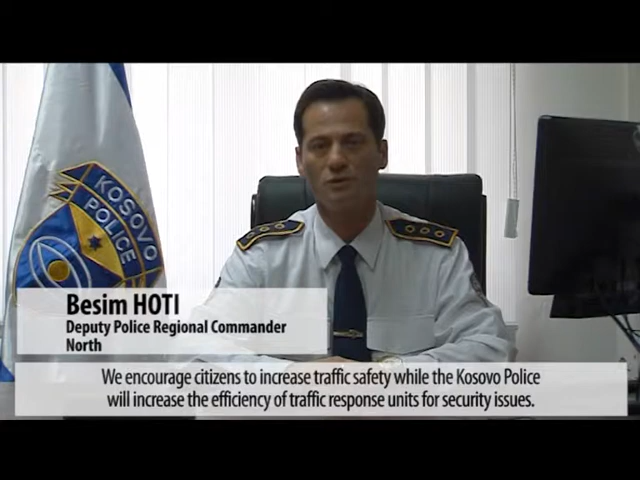 KOSOVO
POLICE
Besim HOTI
Deputy Police Regional Commander
North
We encourage citizens to increase traffic safety while the Kosovo Police
will increase the efficiency of traffic response units for security issues.